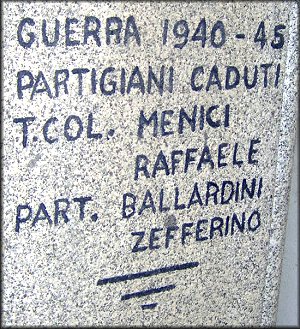 GUERRA 1940-45
PARTIGIANI CADUTI
T.COL. MENICI
RAFFAELE
PART. BALLARDINI
ZEFFERINO